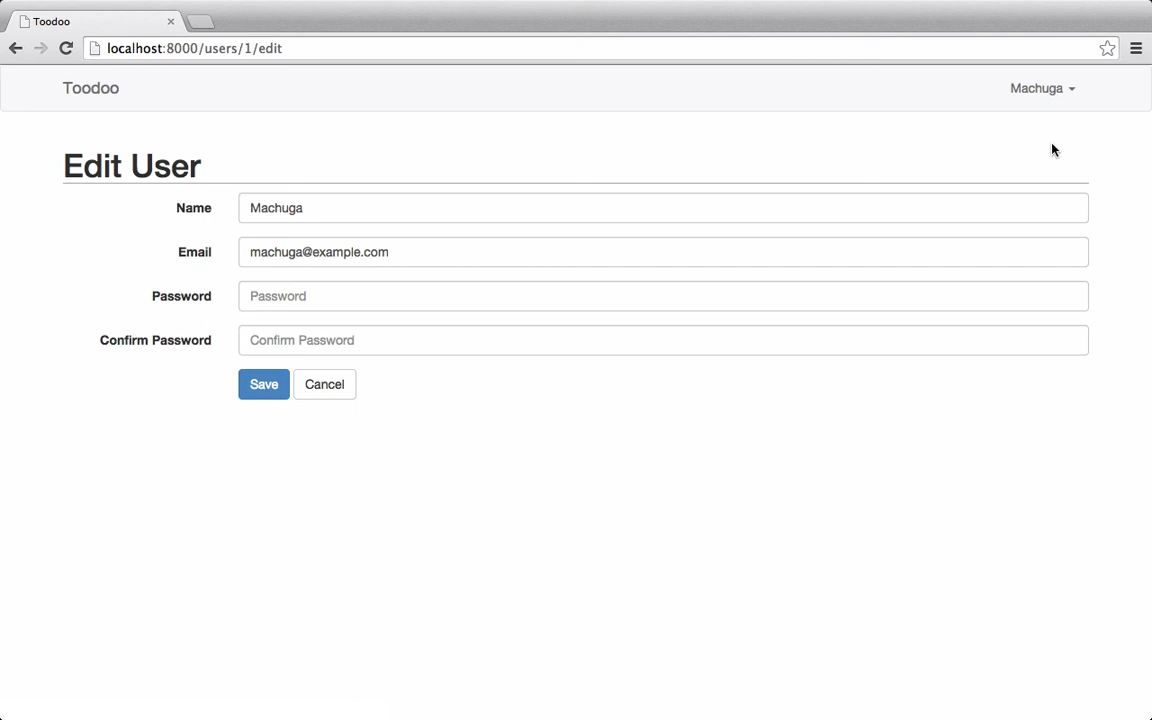 Toodoo
localhost:8000/users/1/edit
Toodoo
Machuga
Edit User
Name
Machuga
Email
machuga@example.com
Password
Password
Confirm Password
Confirm Password
Save
Cancel